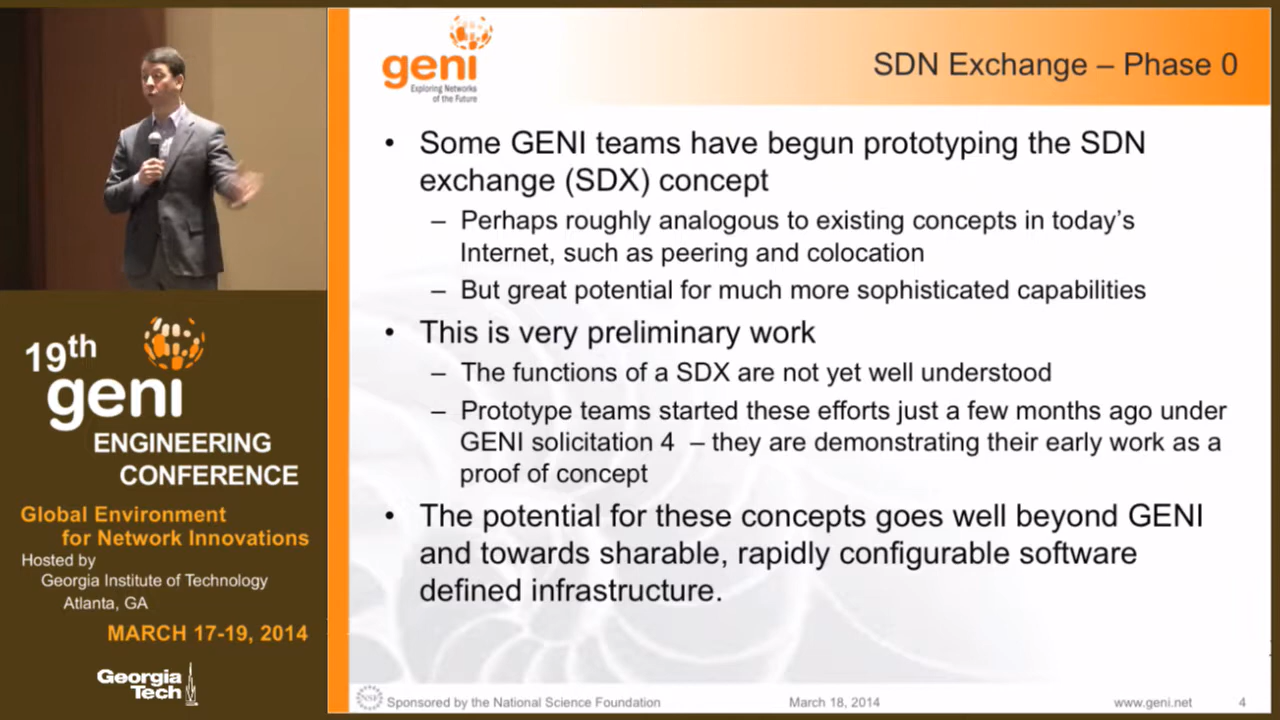 19th
geni
ENGINEERING
CONFERENCE
Global Environment
for Network Innovations
Hosted by
Georgia Institute of Technology
Atlanta, GA
MARCH 17-19, 2014
Georgia
Tech
geni
Exploring Networks
of the Future
SDN Exchange – Phase 0
• Some GENI teams have begun prototyping the SDN
exchange (SDX) concept
– Perhaps roughly analogous to existing concepts in today's
Internet, such as peering and colocation
– But great potential for much more sophisticated capabilities
• This is very preliminary work
– The functions of a SDX are not yet well understood
– Prototype teams started these efforts just a few months ago under
GENI solicitation 4 – they are demonstrating their early work as a
proof of concept
• The potential for these concepts goes well beyond GENI
and towards sharable, rapidly configurable software
defined infrastructure.
NSF
Sponsored by the National Science Foundation
March 18, 2014
www.geni.net
4